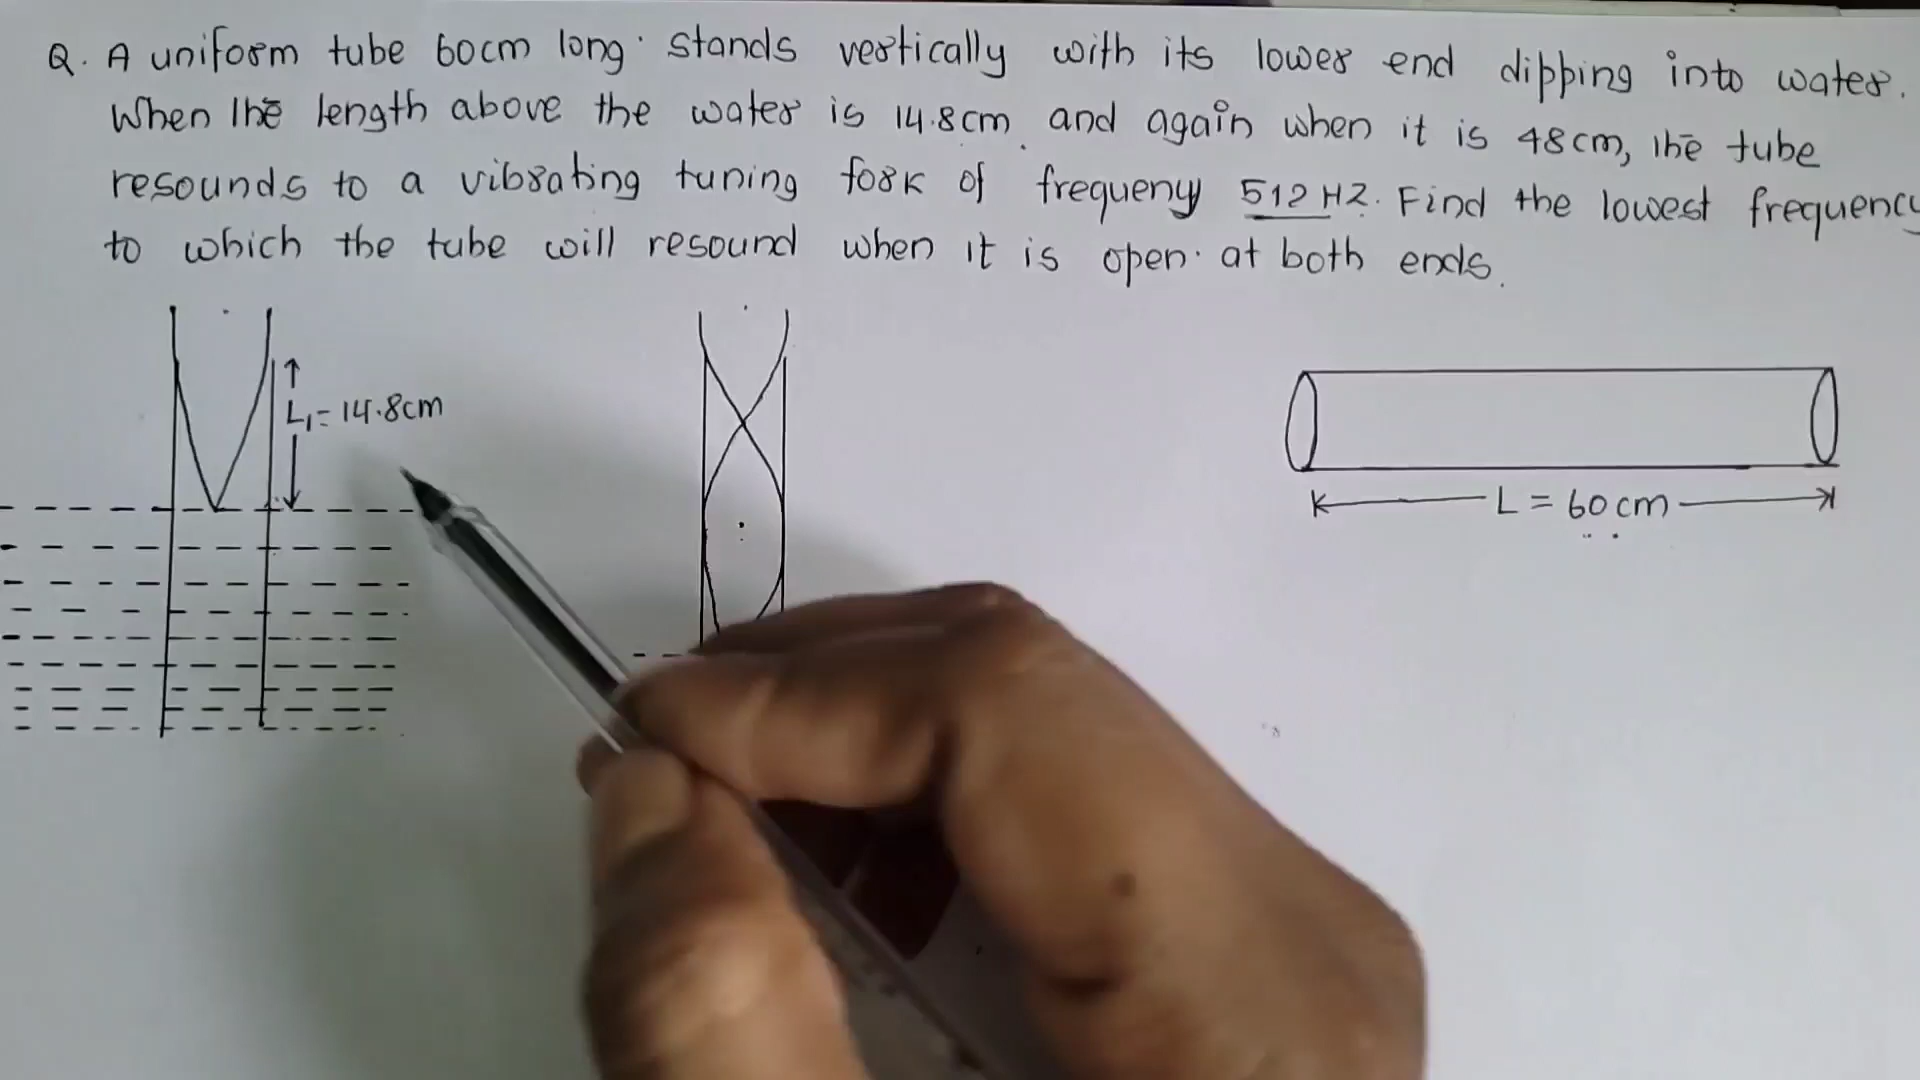 Q. A uniform tube 60cm long stands vertically with its lower end dipping into water.
When the length above the water is 14.8cm and again when it is 48cm, the tube
resounds to a vibrating tuning fork of frequeny 512 HZ. Find the lowest frequency
to which the tube will resound when it is open at both ends.
L₁ = 14.8cm
L = 60cm